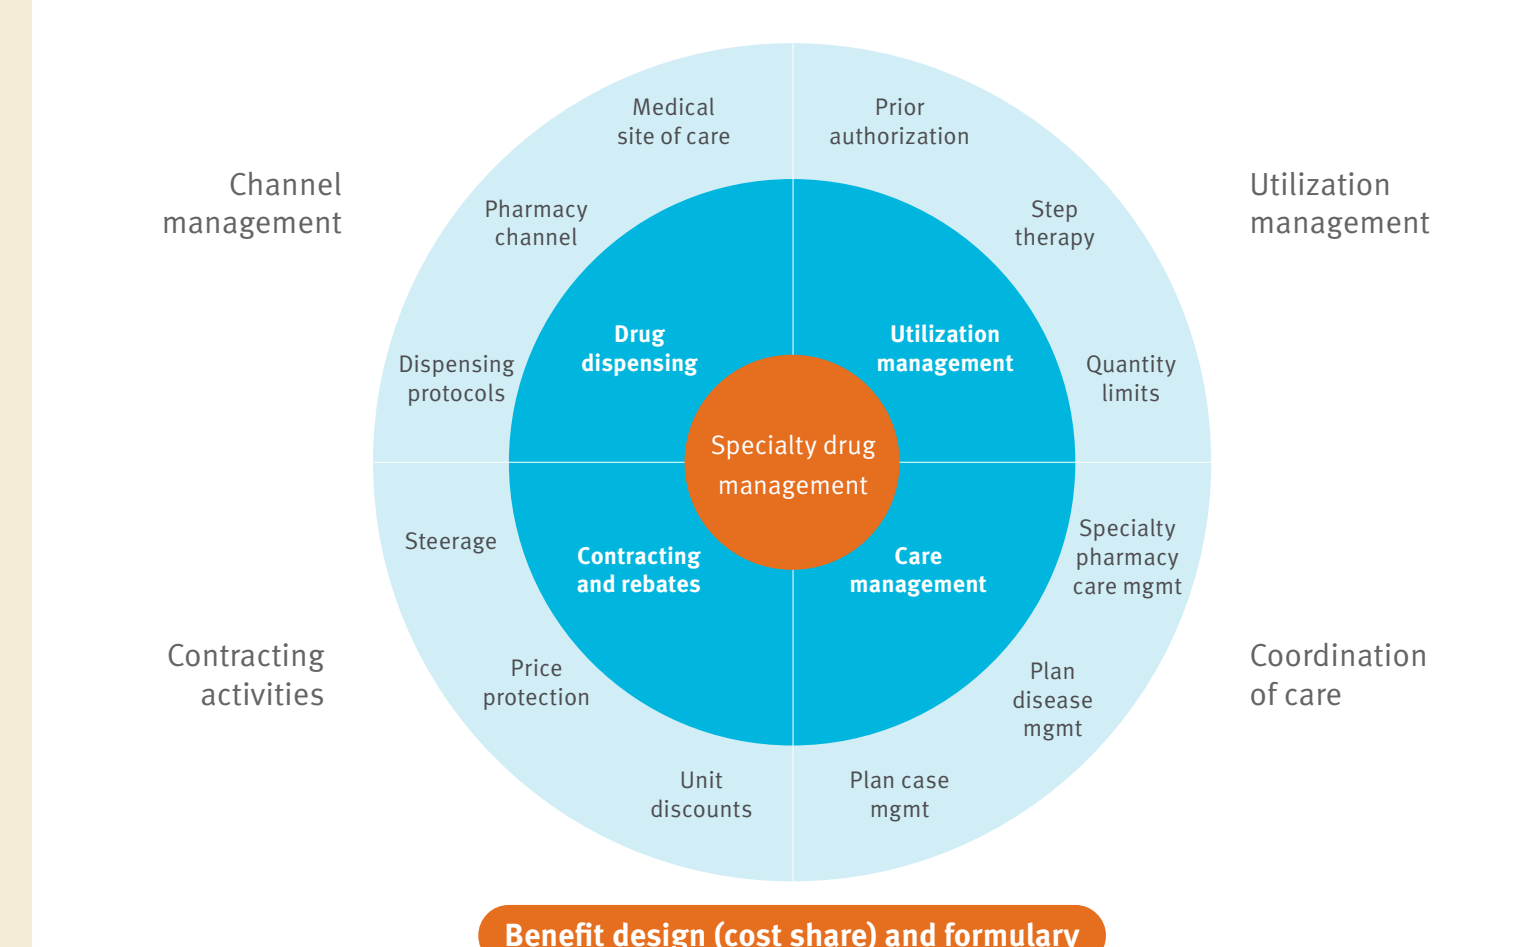 Medical
site of care
Prior
authorization
Channel
management
Utilization
management
Pharmacy
channel
Step
therapy
Drug
dispensing
Utilization
management
Dispensing
protocols
Quantity
limits
Specialty drug
management
Steerage
Contracting
and rebates
Care
management
Specialty
pharmacy
care mgmt
Contracting
activities
Price
protection
Plan
disease
mgmt
Coordination
of care
Unit
discounts
Plan case
mgmt
Benefit design (cost share) and formulary